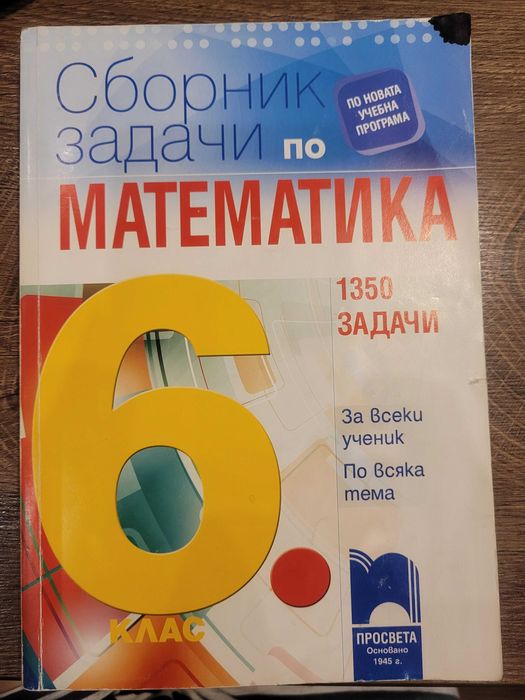 Сборник
задачи по
МАТЕМАТИКА
ПО НОВАТА
УЧЕБНА
ПРОГРАМА
1350
ЗАДАЧИ
6.
КЛАС
За всеки
ученик
По всяка
тема
ПРОСВЕТА
Основано
1945 г.